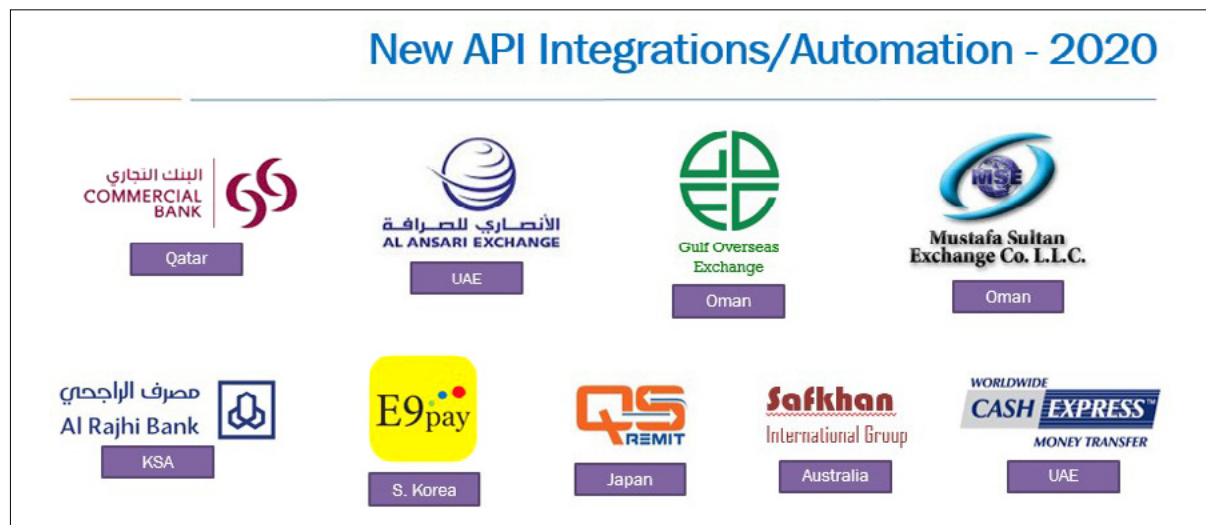 New API Integrations/Automation - 2020
البنك التجاري
COMMERCIAL
BANK
Qatar
الأنصاري للصرافة
AL ANSARI EXCHANGE
UAE
Gulf Overseas
Exchange
Oman
MSE
Mustafa Sultan
Exchange Co. L.L.C.
Oman
مصرف الراجحي
Al Rajhi Bank
KSA
E9pay
S. Korea
QS
REMIT
Japan
Safkhan
International Group
Australia
WORLDWIDE
CASH EXPRESS™
MONEY TRANSFER
UAE